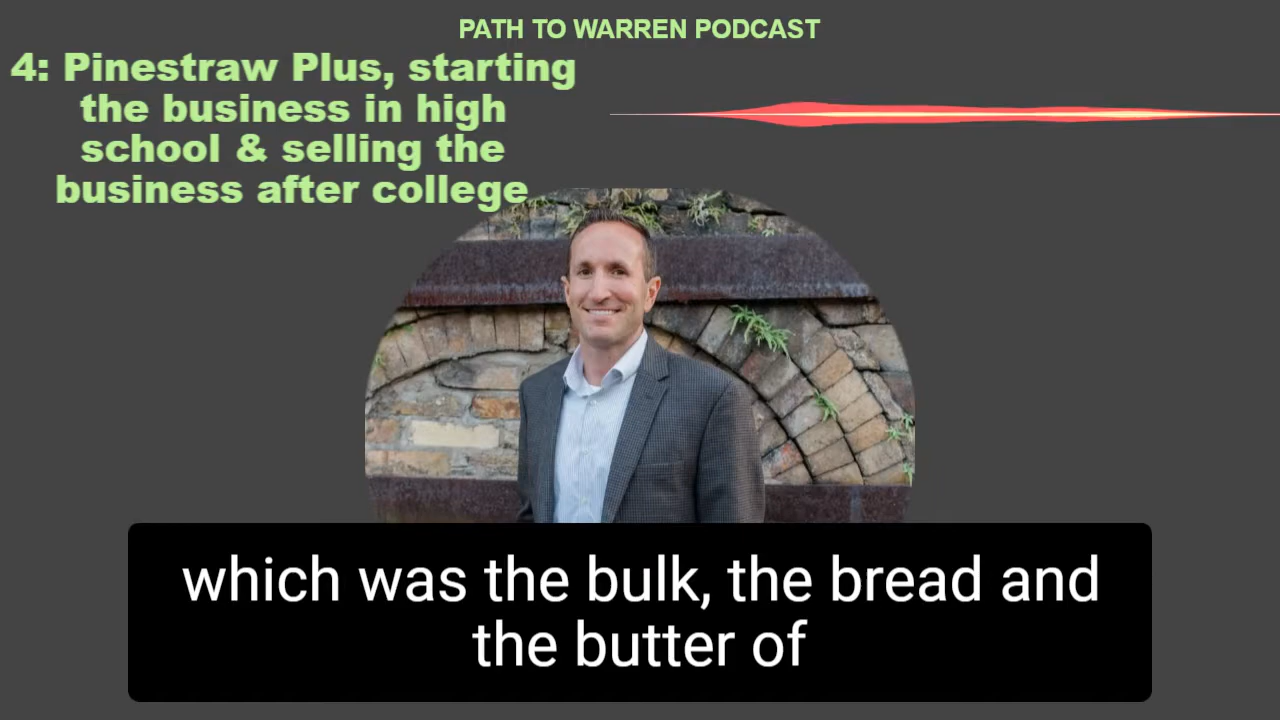 PATH TO WARREN PODCAST
4: Pinestraw Plus, starting
the business in high
school & selling the
business after college
which was the bulk, the bread and
the butter of